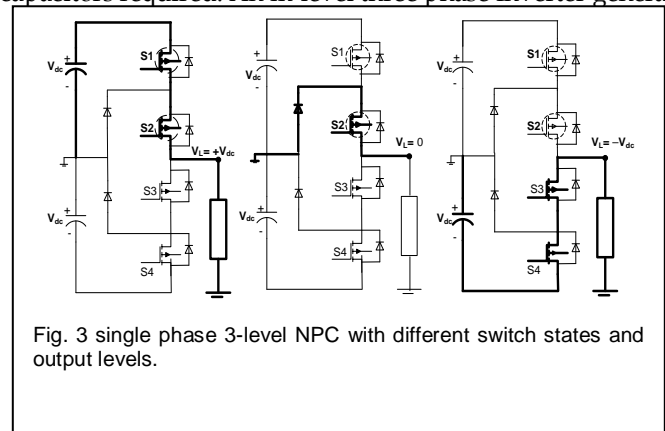 capacitors required. An m-level three phase inverter genera
S1
S2
S3
S4
Vdc
+
-
Vdc
+
-
VL= +Vdc
S1
S2
S3
S4
Vdc
+
-
Vdc
+
-
VL= 0
S1
S2
S3
S4
Vdc
+
-
Vdc
+
-
VL= –Vdc
Fig. 3 single phase 3-level NPC with different switch states and
output levels.